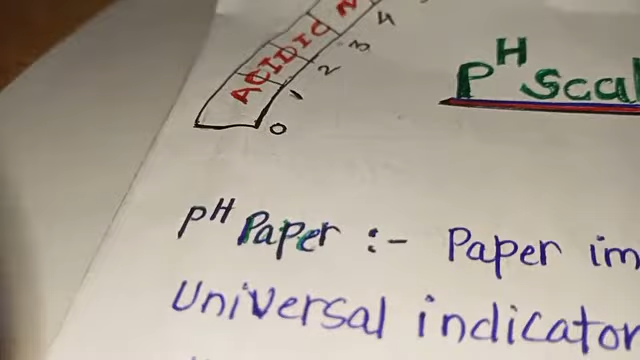 ACIDIC N
4
3
2
1
0
pH scal
pH Paper :- Paper im
Universal indicator